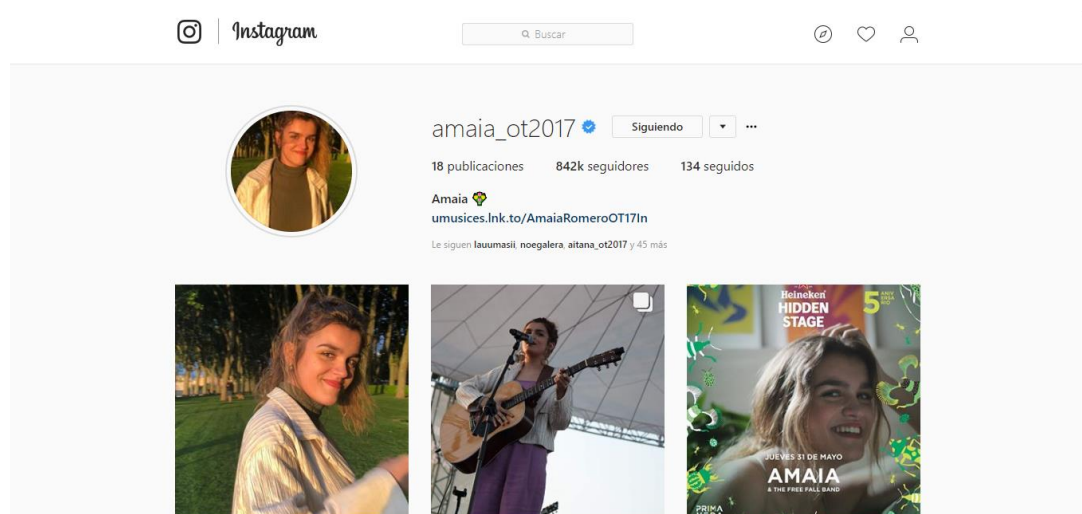 Instagram
Buscar
amaia_ot2017 Siguiendo
18 publicaciones 842k seguidores 134 seguidos
Amaia
umusices.lnk.to/AmaiaRomeroOT17In
Le siguen lauumasii, noegalera, aitana_ot2017 y 45 más
Heineken
HIDDEN
STAGE
5
JUEVES 31 DE MAYO
AMAIA
& THE FREE FALL BAND
PRIMA